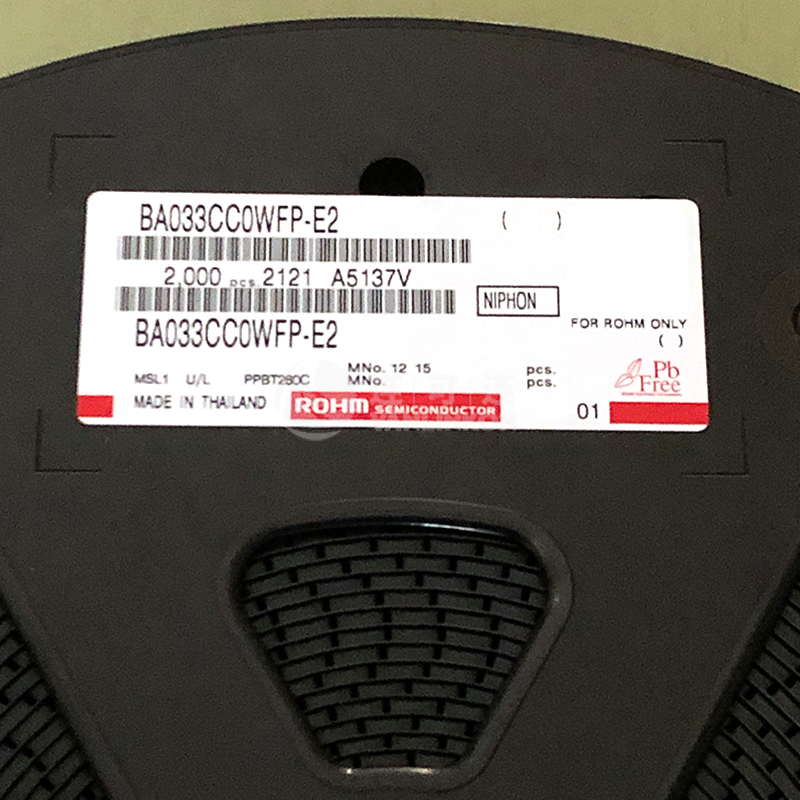 BA033CC0WFP-E2 ( )
2,000 pcs. 2121 A5137V
NIPHON
BA033CC0WFP-E2
FOR ROHM ONLY
( )
MNo. 12 15 pcs.
MSL1 U/L PPBT260C MNo. pcs.
Pb Free
MADE IN THAILAND ROHM SEMICONDUCTOR 01